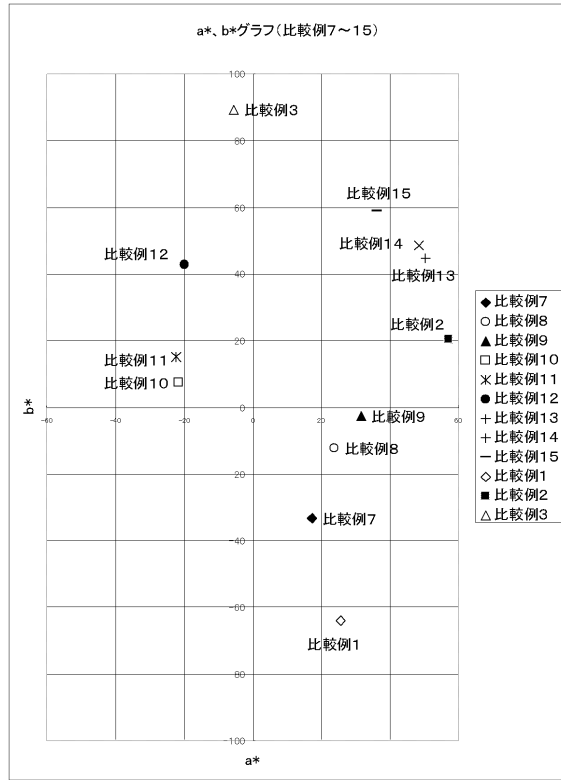 a*、b*グラフ(比較例7～15)
100
△ 比較例3
80
比較例15
60
比較例14
比較例12
比較例13
40
比較例2
20
比較例11
比較例10
b*
-60
-40
-20
0
0
20
40
60
比較例9
比較例8
-20
比較例7
-40
-60
比較例1
-80
-100
a*
◆ 比較例7
○ 比較例8
▲ 比較例9
□ 比較例10
比較例11
● 比較例12
+ 比較例13
+ 比較例14
− 比較例15
◇ 比較例1
■ 比較例2
△ 比較例3